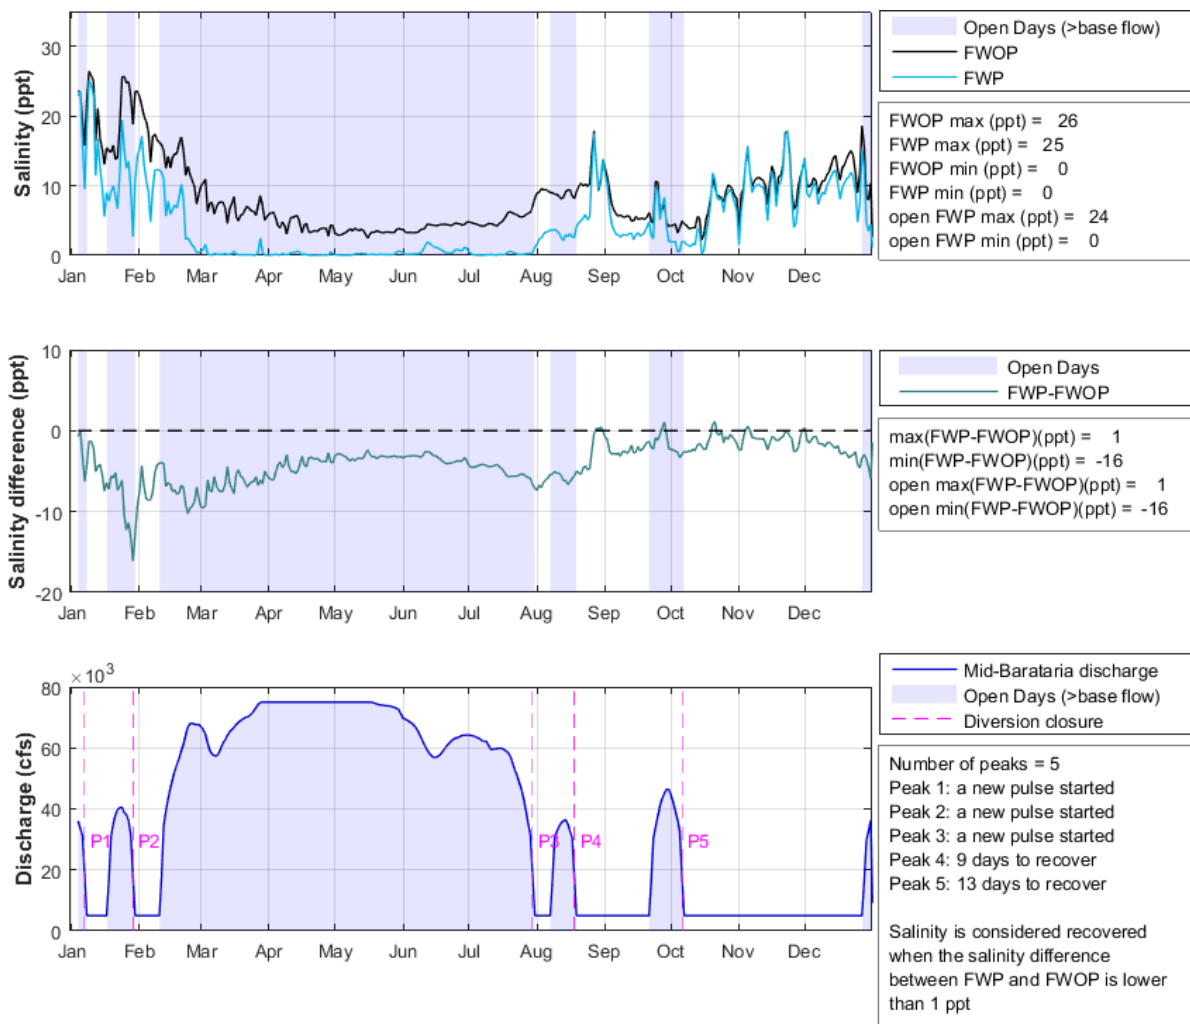 30
20
10
0
Salinity (ppt)
Jan Feb Mar Apr May Jun Jul Aug Sep Oct Nov Dec
Open Days (>base flow)
FWOP
FWP
FWOP max (ppt) = 26
FWP max (ppt) = 25
FWOP min (ppt) = 0
FWP min (ppt) = 0
open FWP max (ppt) = 24
open FWP min (ppt) = 0
10
0
-10
-20
Salinity difference (ppt)
Jan Feb Mar Apr May Jun Jul Aug Sep Oct Nov Dec
Open Days
FWP-FWOP
max(FWP-FWOP)(ppt) = 1
min(FWP-FWOP)(ppt) = -16
open max(FWP-FWOP)(ppt) = 1
open min(FWP-FWOP)(ppt) = -16
× 10³
80
60
40
20
0
Discharge (cfs)
P1 P2 P3 P4 P5
Jan Feb Mar Apr May Jun Jul Aug Sep Oct Nov Dec
Mid-Barataria discharge
Open Days (>base flow)
Diversion closure
Number of peaks = 5
Peak 1: a new pulse started
Peak 2: a new pulse started
Peak 3: a new pulse started
Peak 4: 9 days to recover
Peak 5: 13 days to recover
Salinity is considered recovered
when the salinity difference
between FWP and FWOP is lower
than 1 ppt